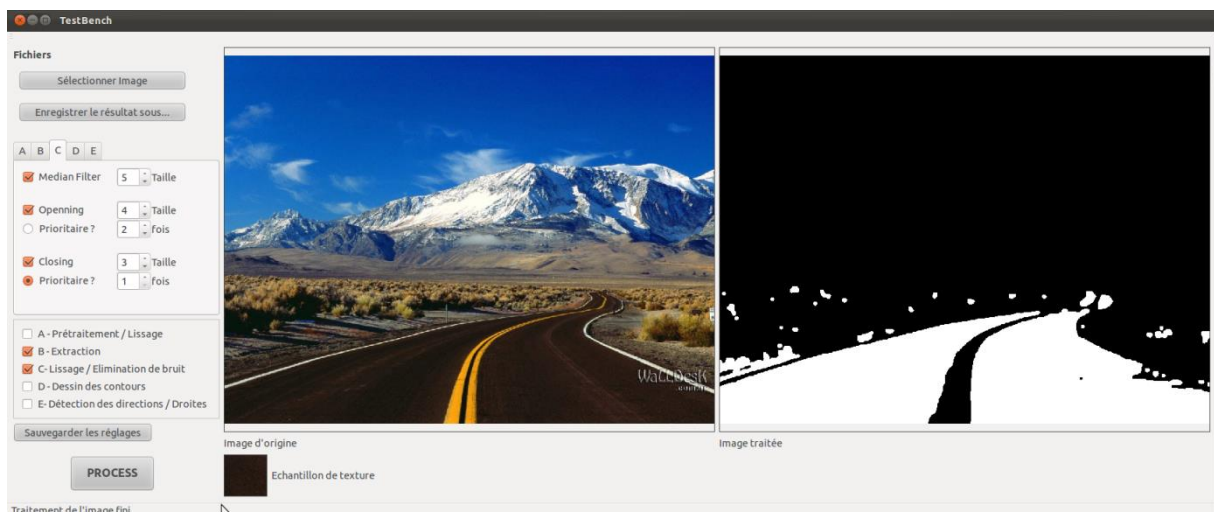 TestBench
Fichiers
Sélectionner Image
Enregistrer le résultat sous...
A B C D E
Median Filter 5 Taille
Openning 4 Taille
Prioritaire ? 2 fois
Closing 3 Taille
Prioritaire ? 1 fois
A - Prétraitement / Lissage
B - Extraction
C- Lissage / Elimination de bruit
D - Dessin des contours
E- Détection des directions / Droites
Sauvegarder les réglages
PROCESS
Traitement de l'image fini
WaLLDesK
Image d'origine
Echantillon de texture
Image traitée